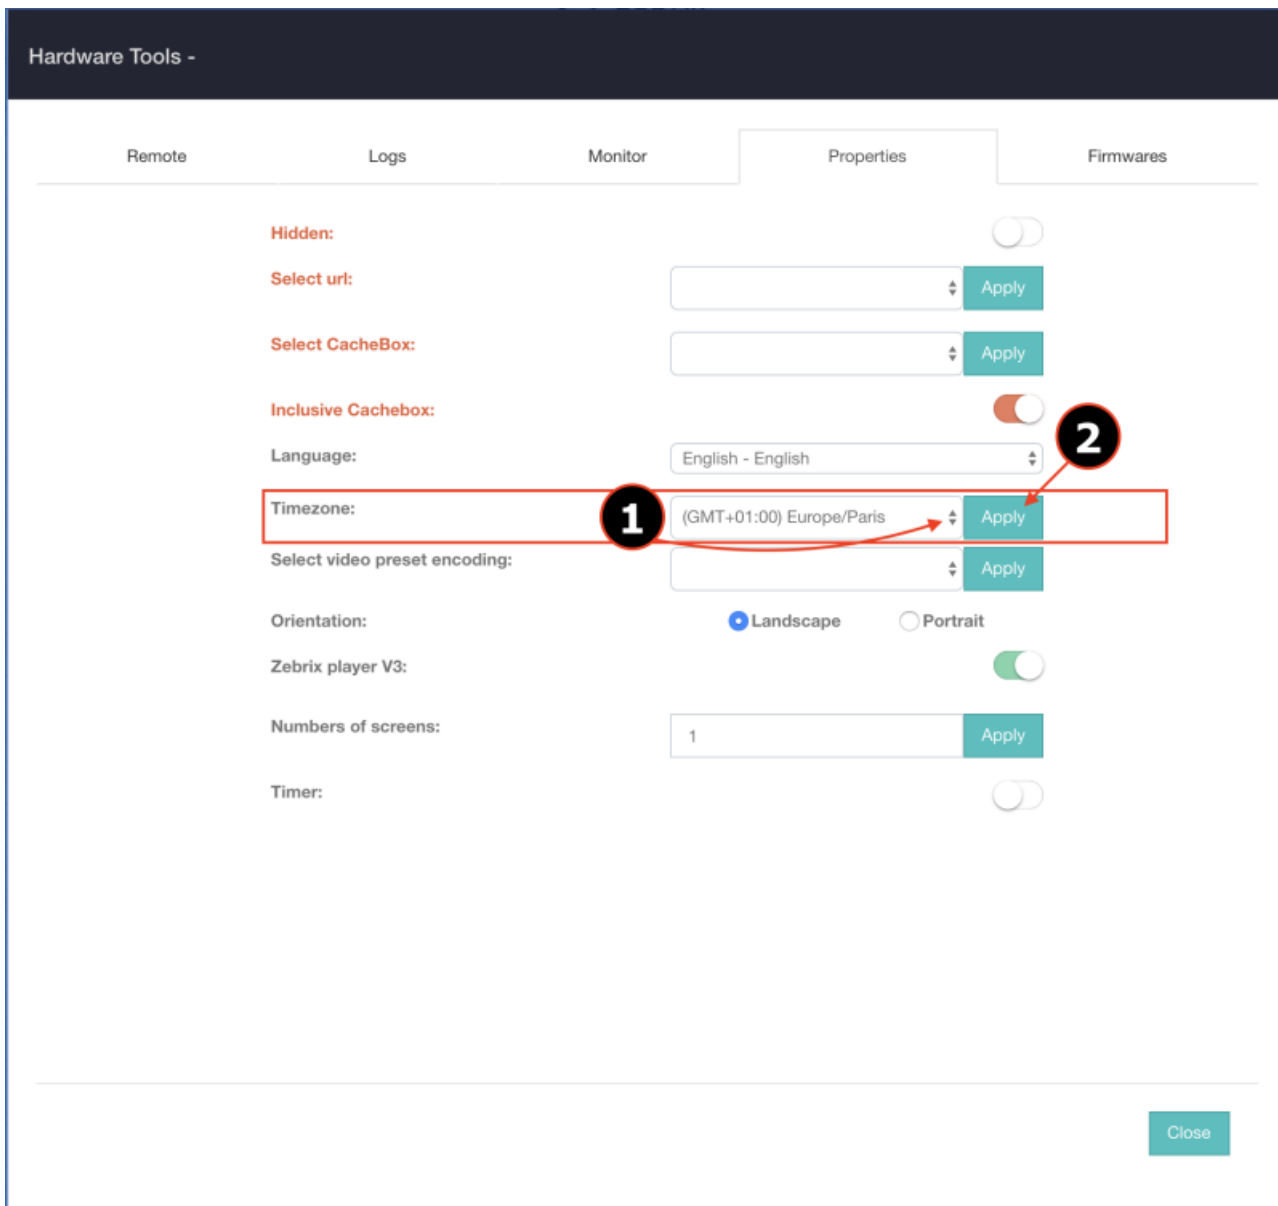 Hardware Tools -
Remote Logs Monitor Properties Firmwares
Hidden:
Select url: Apply
Select CacheBox: Apply
Inclusive Cachebox:
2
Language: English - English
Timezone: 1 (GMT+01:00) Europe/Paris Apply
Select video preset encoding: Apply
Orientation: Landscape Portrait
Zebrix player V3:
Numbers of screens: 1 Apply
Timer:
Close